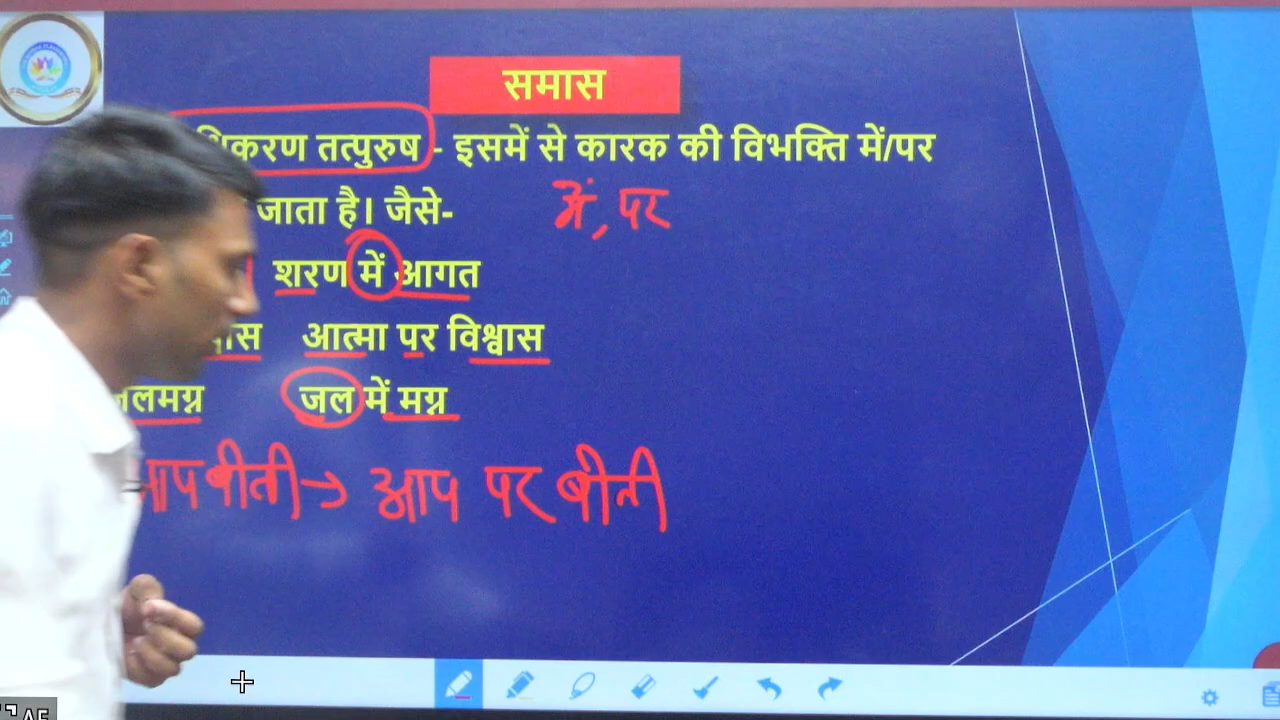 समास
करण तत्पुरुष - इसमें से कारक की विभक्ति में/पर
जाता है। जैसे-
में, पर
शरण में आगत
आत्मा पर विश्वास
जलमग्न जल में मग्न
आपबीती → आप पर बीती